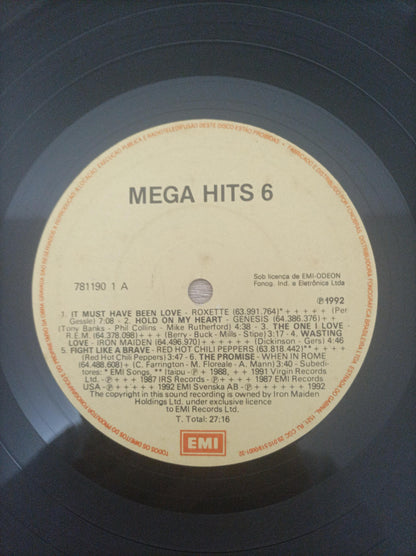 MEGA HITS 6
781190 1 A
Sob licença de EMI-ODEON
Fonog. Ind. e Eletrônica Ltda
℗1992
1. IT MUST HAVE BEEN LOVE - ROXETTE (63.991.764)* +++++ (Per
Gessle) 7:08 - 2. HOLD ON MY HEART - GENESIS (64.386.376) ++
(Tony Banks - Phil Collins - Mike Rutherford) 4:38 - 3. THE ONE I LOVE -
R.E.M. (64.378.098) +++ (Berry - Buck - Mills - Stipe) 3:17 - 4. WASTING
LOVE - IRON MAIDEN (64.496.970) ++++++ (Dickinson - Gers) 4:46
5. FIGHT LIKE A BRAVE - RED HOT CHILI PEPPERS (63.818.442)** ++++
(Red Hot Chili Peppers) 3:47 - 6. THE PROMISE - WHEN IN ROME
(64.488.608) + (C. Farrington - M. Floreale - A. Mann) 3:40 - Subedi-
tores: * EMI Songs, ** Itaipu - ℗ + 1988, ++ 1991 Virgin Records
Ltd. - ℗ +++ 1987 IRS Records - ℗ ++++ 1987 EMI Records
USA - ℗ +++++ 1992 EMI Svenska AB - ℗ ++++++ 1992
The copyright in this sound recording is owned by Iron Maiden
Holdings Ltd. under exclusive licence
to EMI Records Ltd.
T. Total: 27:16
EMI